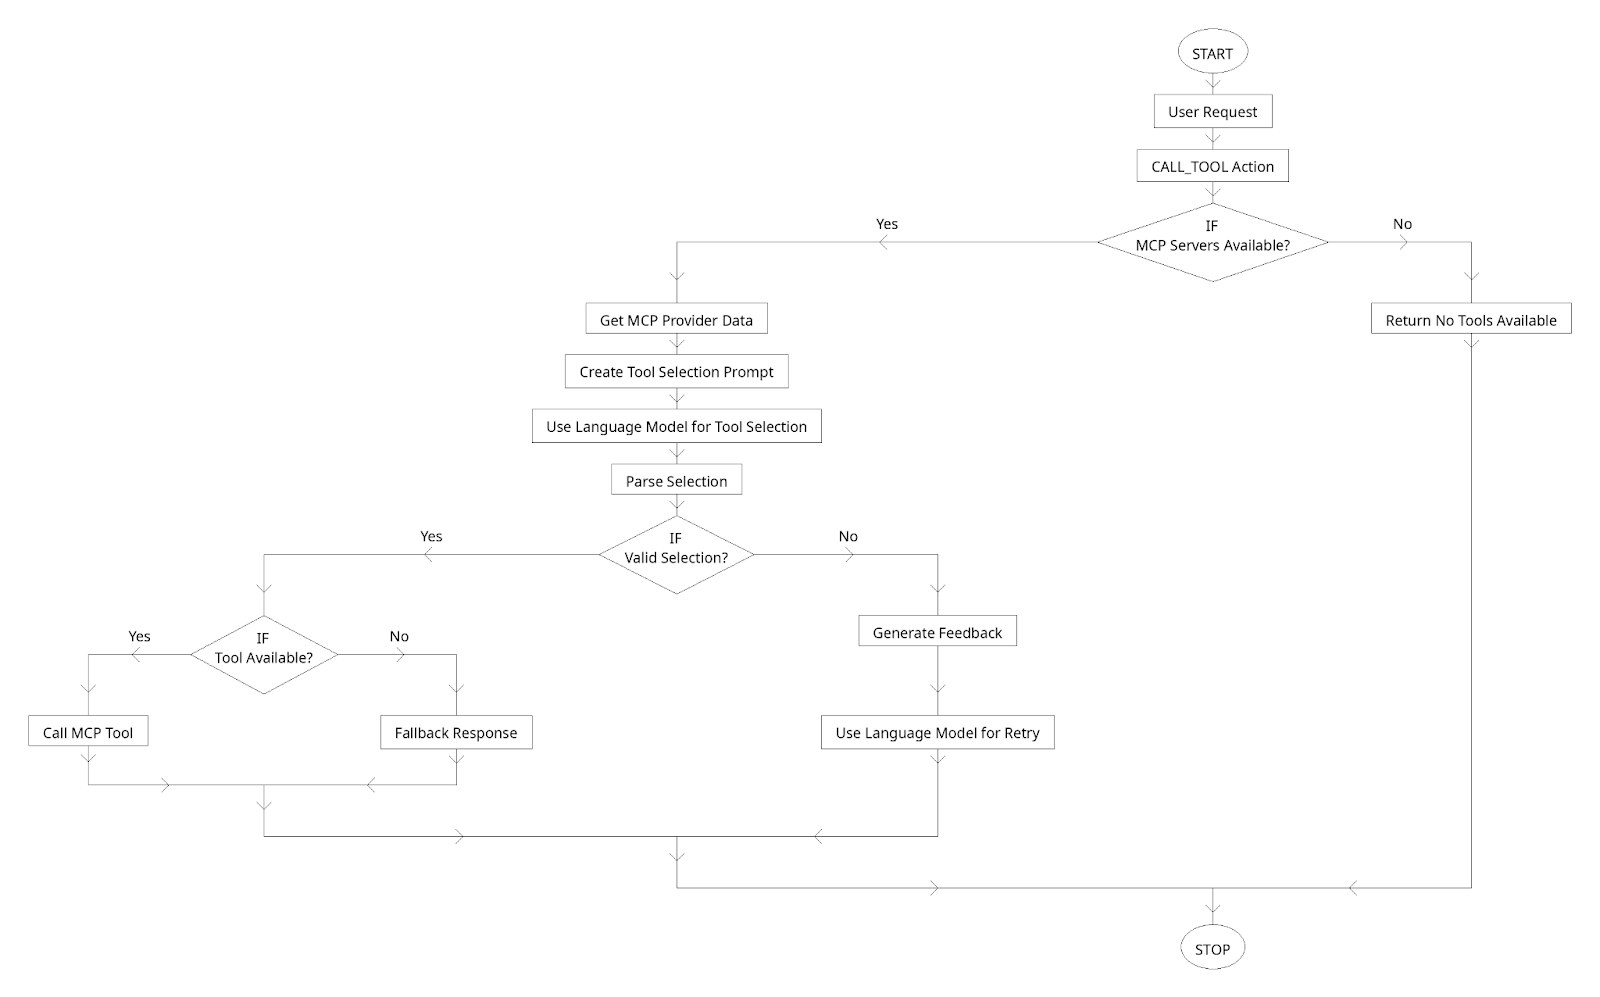 START
User Request
CALL_TOOL Action
Yes
IF
MCP Servers Available?
No
Get MCP Provider Data
Return No Tools Available
Create Tool Selection Prompt
Use Language Model for Tool Selection
Parse Selection
Yes
IF
Valid Selection?
No
Yes
IF
Tool Available?
No
Generate Feedback
Call MCP Tool
Fallback Response
Use Language Model for Retry
STOP